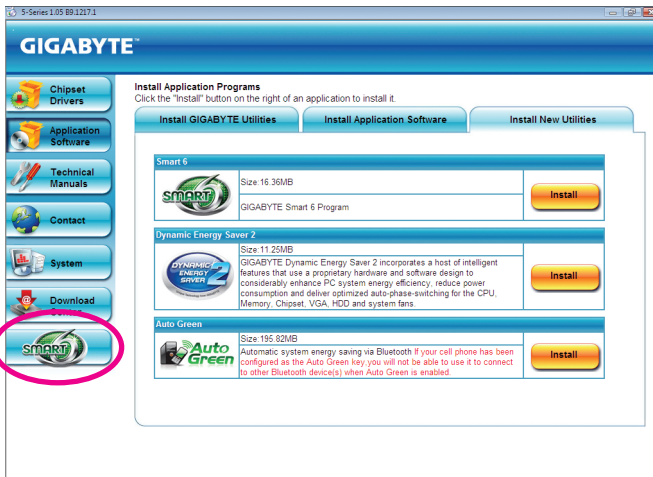 5-Series 1.05 B9.1217.1
GIGABYTE™
Chipset
Drivers
Application
Software
Technical
Manuals
Contact
System
Download
Center
SMART 6
Install Application Programs
Click the "Install" button on the right of an application to install it.
Install GIGABYTE Utilities
Install Application Software
Install New Utilities
Smart 6
SMART 6
Size:16.36MB
GIGABYTE Smart 6 Program
Install
Dynamic Energy Saver 2
DYNAMIC
ENERGY
SAVER 2
Size:11.25MB
GIGABYTE Dynamic Energy Saver 2 incorporates a host of intelligent
features that use a proprietary hardware and software design to
considerably enhance PC system energy efficiency, reduce power
consumption and deliver optimized auto-phase-switching for the CPU,
Memory, Chipset, VGA, HDD and system fans.
Install
Auto Green
Auto
Green
Size:195.82MB
Automatic system energy saving via Bluetooth If your cell phone has been
configured as the Auto Green key,you will not be able to use it to connect
to other Bluetooth device(s) when Auto Green is enabled.
Install